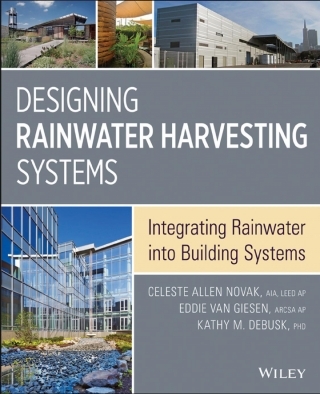 DESIGNING
RAINWATER HARVESTING
SYSTEMS
Integrating Rainwater
into Building Systems
CELESTE ALLEN NOVAK, AIA, LEED AP
EDDIE VAN GIESEN, ARCSA AP
KATHY M. DEBUSK, PHD
WILEY